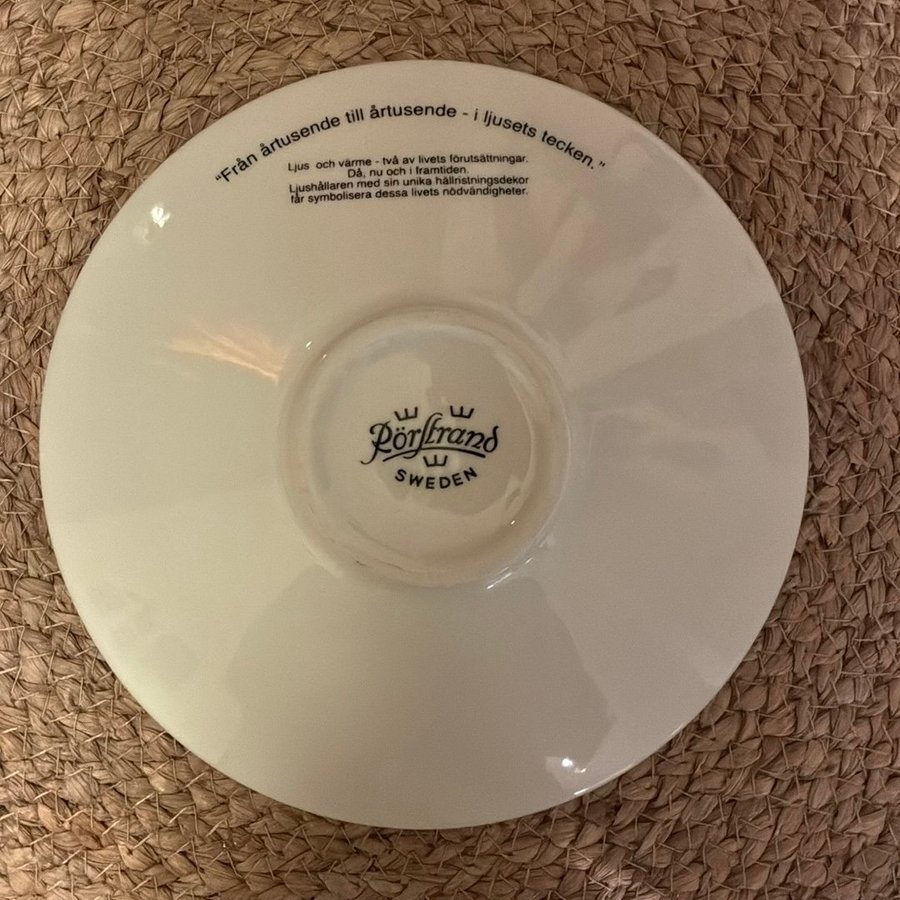 “Från årtusende till årtusende - i ljusets tecken.”
Ljus och värme - två av livets förutsättningar.
Då, nu och i framtiden.
Ljushållaren med sin unika hällristningsdekor
får symbolisera dessa livets nödvändigheter.
Rörstrand
SWEDEN